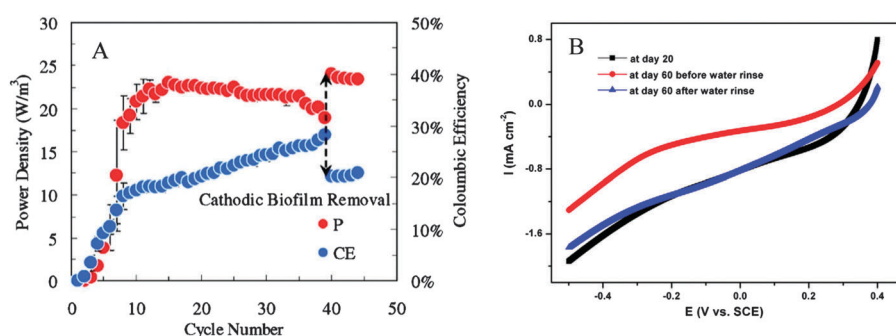 A
30
25
20
15
10
5
0
Power Density (W/m³)
50%
40%
30%
20%
10%
0%
Coloumbic Efficiency
Cathodic Biofilm Removal
P
CE
0
10
20
30
40
50
Cycle Number
B
at day 20
at day 60 before water rinse
at day 60 after water rinse
0.8
0.0
-0.8
-1.6
I (mA cm⁻²)
-0.4
-0.2
0.0
0.2
0.4
E (V vs. SCE)